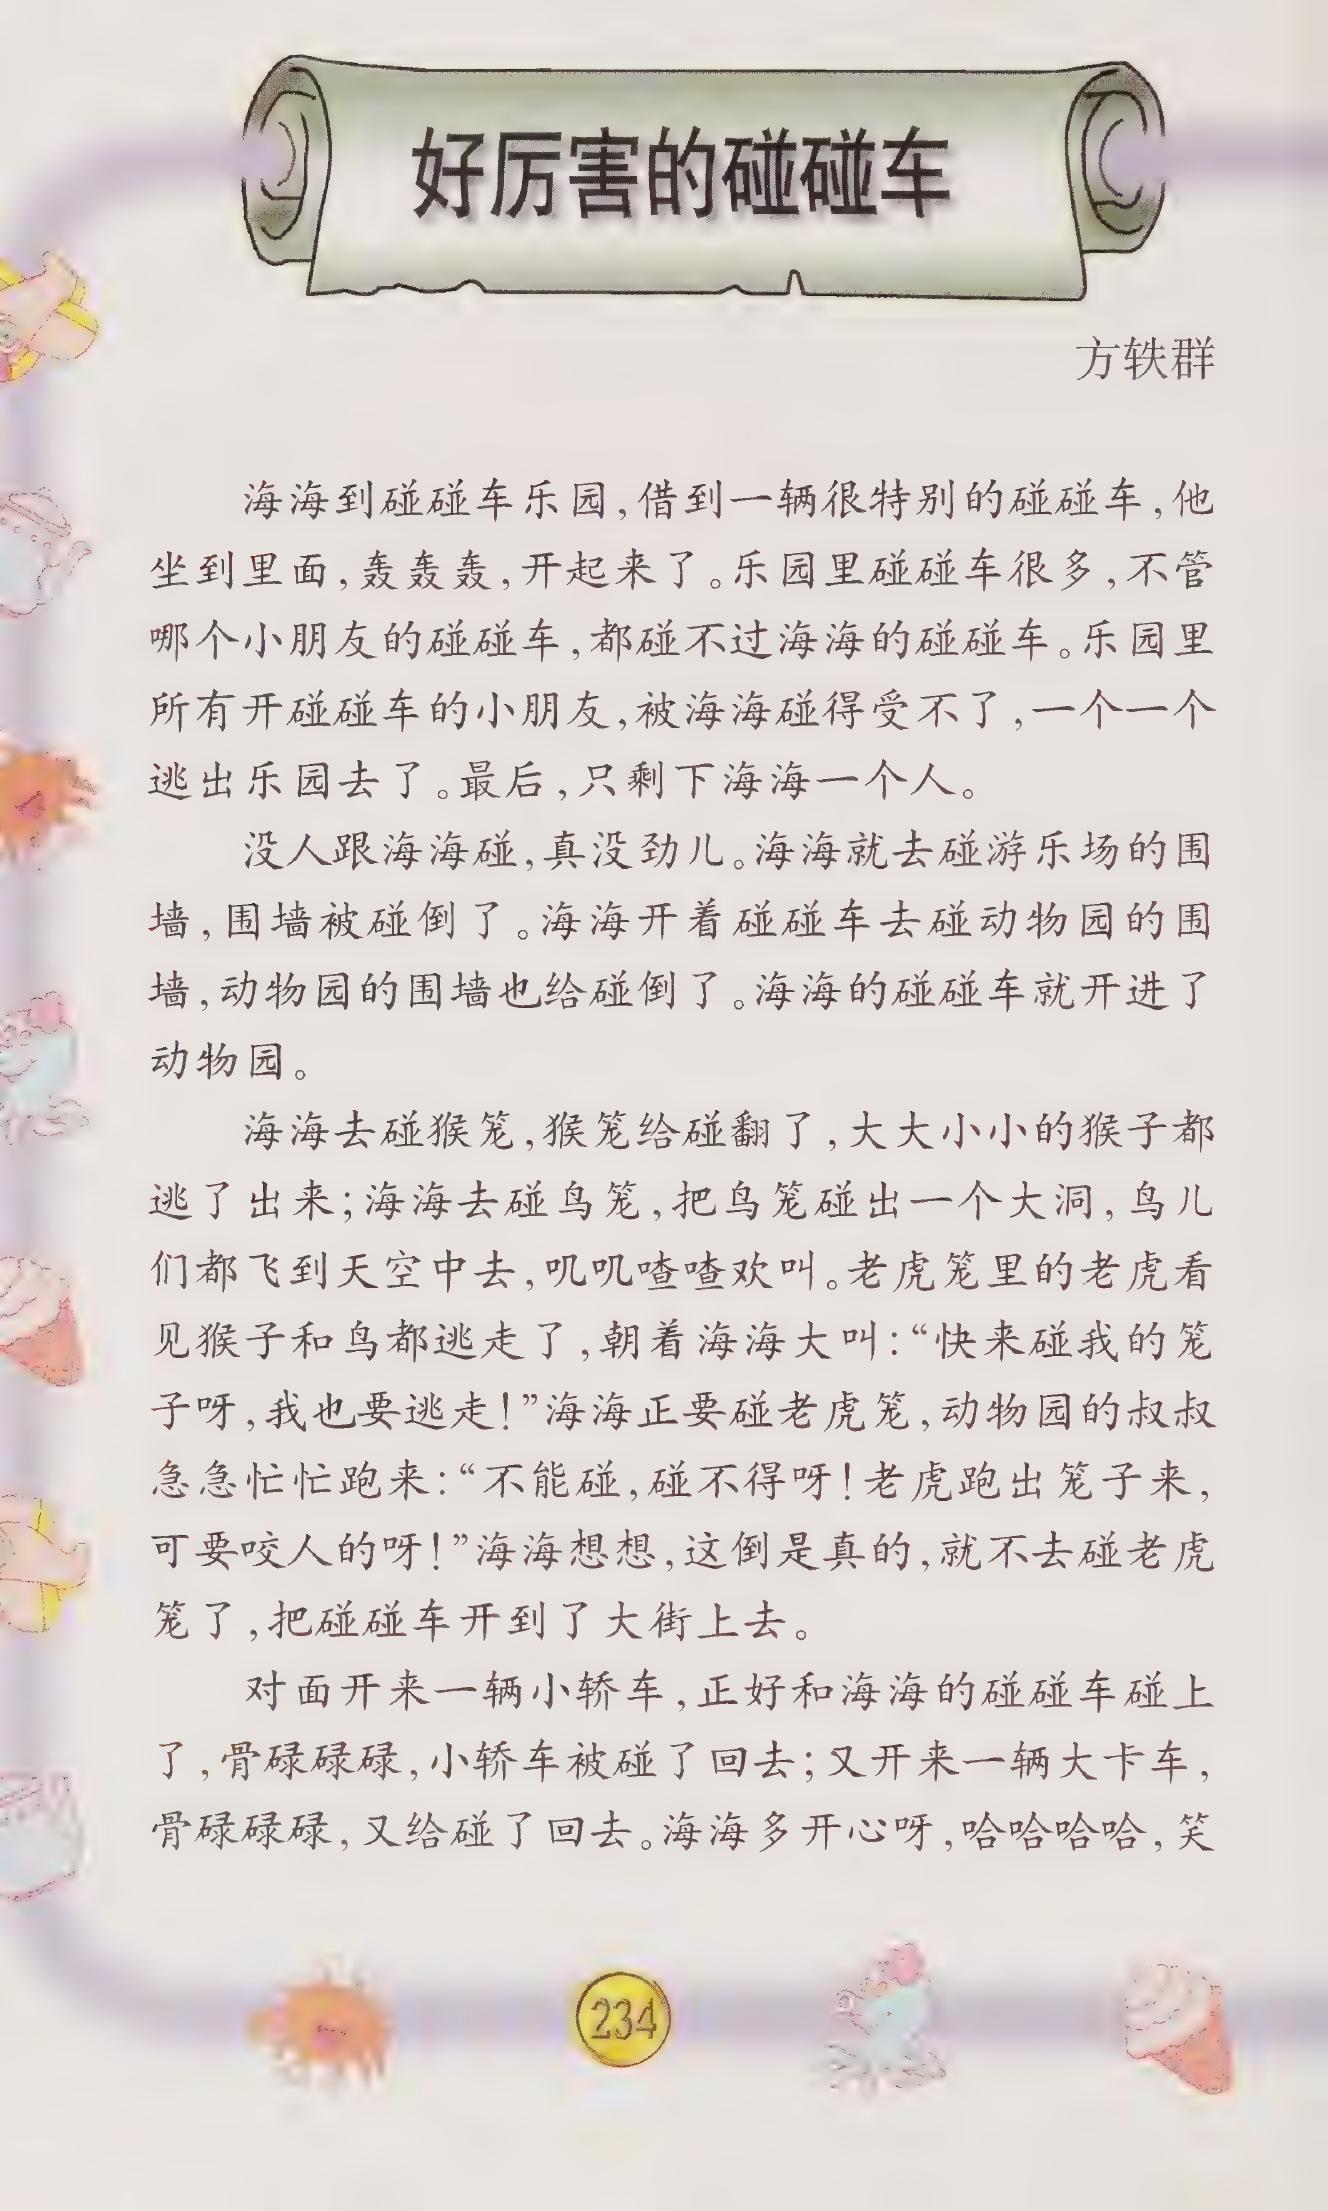 好厉害的碰碰车
方轶群
海海到碰碰车乐园,借到一辆很特别的碰碰车,他
坐到里面,轰轰轰,开起来了。乐园里碰碰车很多,不管
哪个小朋友的碰碰车,都碰不过海海的碰碰车。乐园里
所有开碰碰车的小朋友,被海海碰得受不了,一个一个
逃出乐园去了。最后,只剩下海海一个人。
没人跟海海碰,真没劲儿。海海就去碰游乐场的围
墙,围墙被碰倒了。海海开着碰碰车去碰动物园的围
墙,动物园的围墙也给碰倒了。海海的碰碰车就开进了
动物园。
海海去碰猴笼,猴笼给碰翻了,大大小小的猴子都
逃了出来;海海去碰鸟笼,把鸟笼碰出一个大洞,鸟儿
们都飞到天空中去,叽叽喳喳欢叫。老虎笼里的老虎看
见猴子和鸟都逃走了,朝着海海大叫:“快来碰我的笼
子呀,我也要逃走!”海海正要碰老虎笼,动物园的叔叔
急急忙忙跑来:“不能碰,碰不得呀!老虎跑出笼子来,
可要咬人的呀!”海海想想,这倒是真的,就不去碰老虎
笼了,把碰碰车开到了大街上去。
对面开来一辆小轿车,正好和海海的碰碰车碰上
了,骨碌碌碌,小轿车被碰了回去;又开来一辆大卡车,
骨碌碌碌,又给碰了回去。海海多开心呀,哈哈哈哈,笑
234